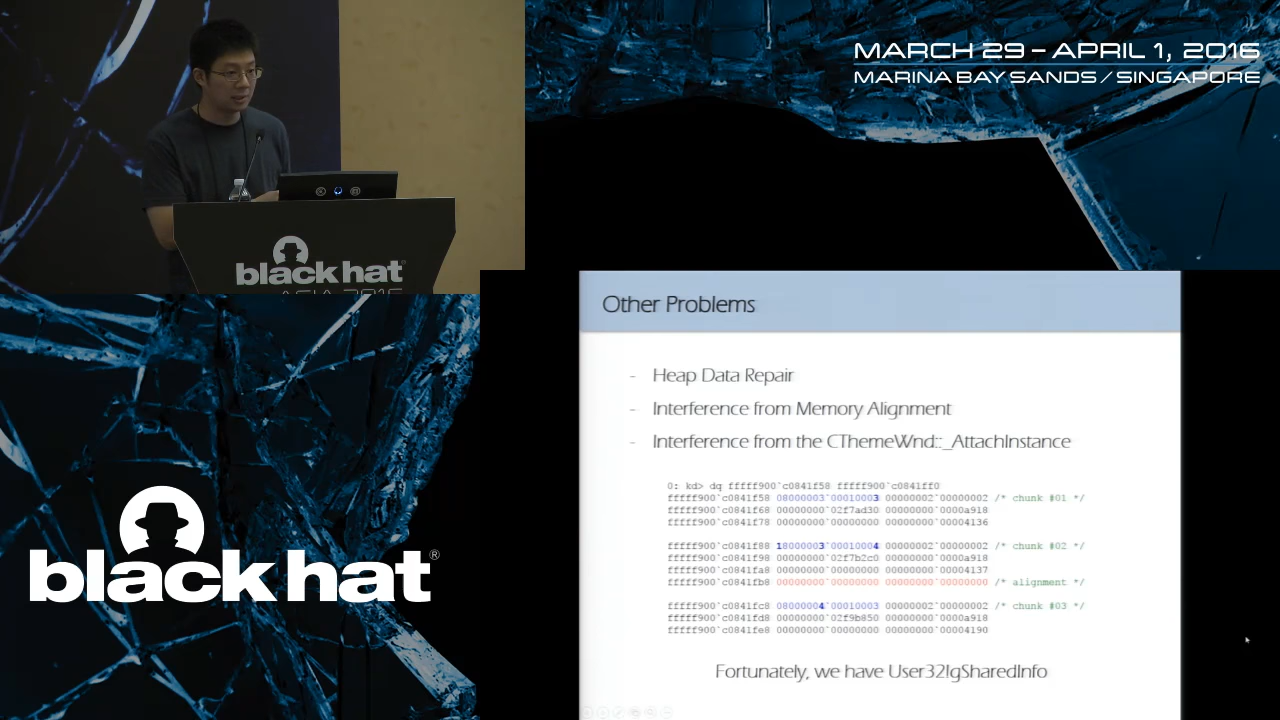 MARCH 29 – APRIL 1, 2016
MARINA BAY SANDS / SINGAPORE
black hat
ASIA 2016
Other Problems
- Heap Data Repair
- Interference from Memory Alignment
- Interference from the CThemeWnd::_AttachInstance
0: kd> dq fffff900`c0841f58 fffff900`c0841ff0
fffff900`c0841f58 08000003`00010003 00000002`00000002 /* chunk #01 */
fffff900`c0841f68 00000000`02f7ad30 00000000`0000a918
fffff900`c0841f78 00000000`00000000 00000000`00004136
fffff900`c0841f88 18000003`00010004 00000002`00000002 /* chunk #02 */
fffff900`c0841f98 00000000`02f7b2c0 00000000`0000a918
fffff900`c0841fa8 00000000`00000000 00000000`00004137
fffff900`c0841fb8 00000000`00000000 00000000`00000000 /* alignment */
fffff900`c0841fc8 08000004`00010003 00000002`00000002 /* chunk #03 */
fffff900`c0841fd8 00000000`02f9b850 00000000`0000a918
fffff900`c0841fe8 00000000`00000000 00000000`00004190
Fortunately, we have User32!gSharedInfo
black hat®